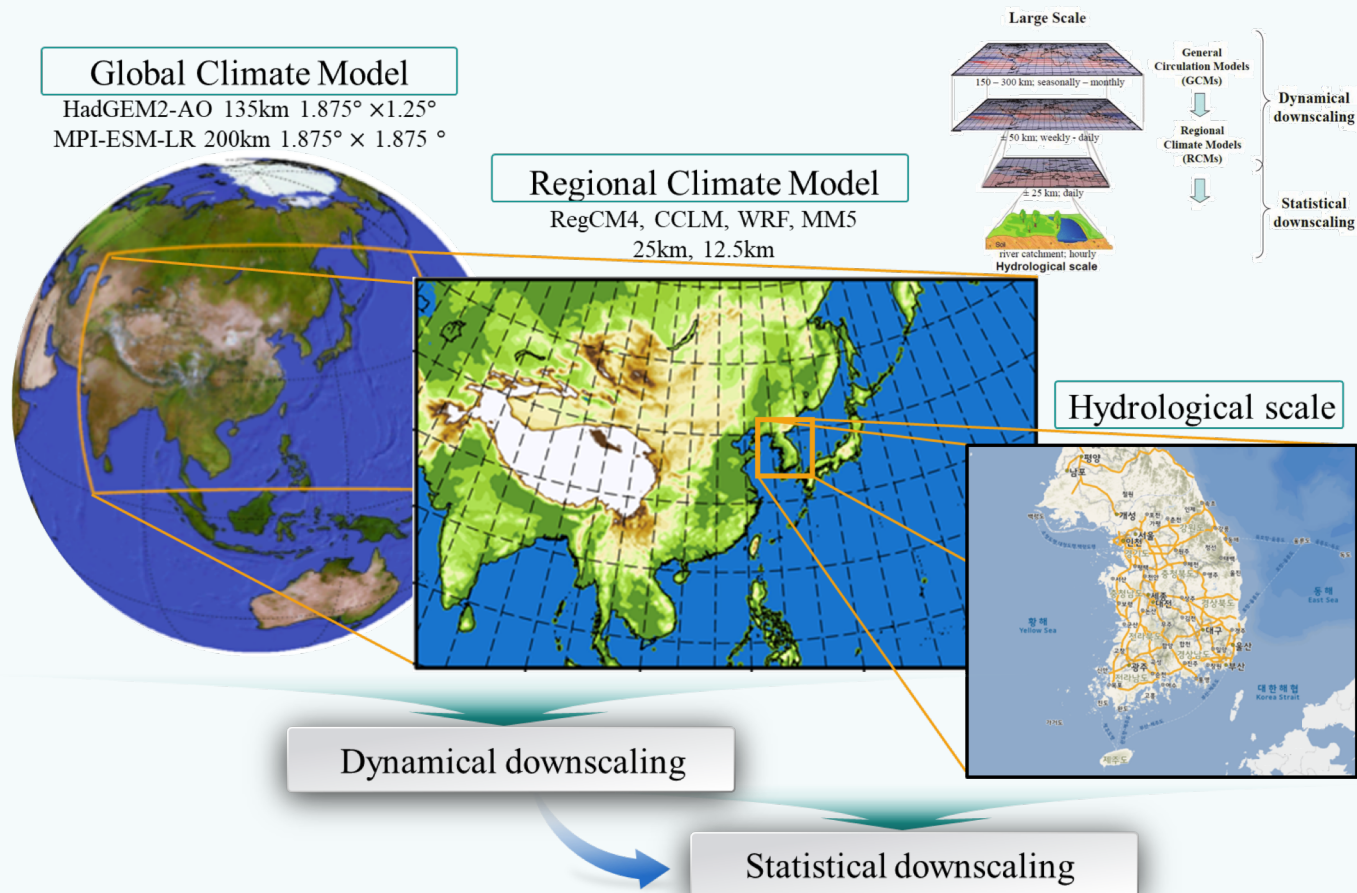 Global Climate Model
HadGEM2-AO 135km 1.875° ×1.25°
MPI-ESM-LR 200km 1.875° × 1.875 °
Regional Climate Model
RegCM4, CCLM, WRF, MM5
25km, 12.5km
Large Scale
150 – 300 km; seasonally – monthly
± 50 km; weekly - daily
± 25 km; daily
river catchment; hourly
Hydrological scale
General
Circulation Models
(GCMs)
Regional
Climate Models
(RCMs)
Dynamical
downscaling
Statistical
downscaling
Hydrological scale
평양
남포
개성
서울
인천
세종
대전
대구
울산
부산
광주
제주도
황해
Yellow Sea
동해
East Sea
대한해협
Korea Strait
Dynamical downscaling
Statistical downscaling